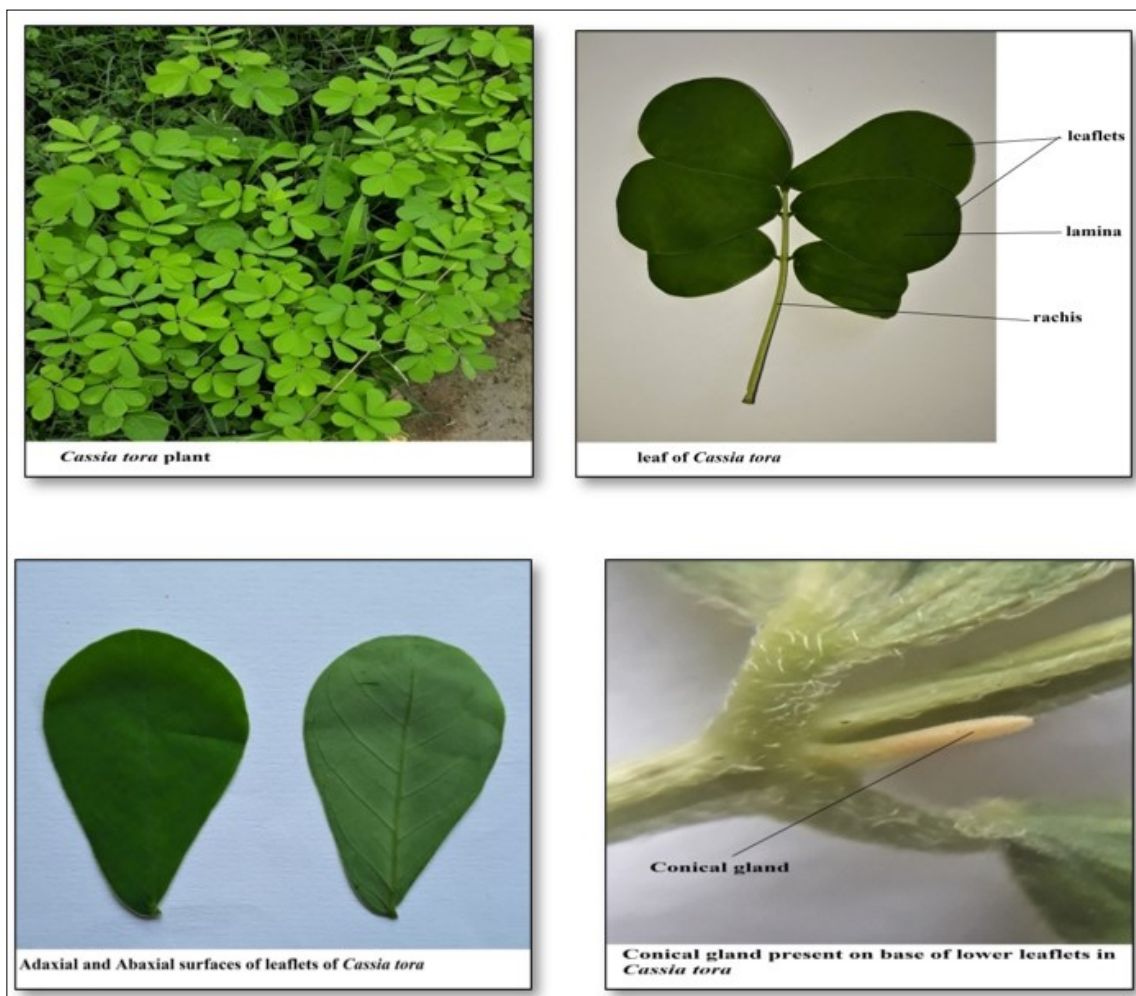 leaflets
lamina
rachis
Cassia tora plant
leaf of Cassia tora
Conical gland
Adaxial and Abaxial surfaces of leaflets of Cassia tora
Conical gland present on base of lower leaflets in
Cassia tora